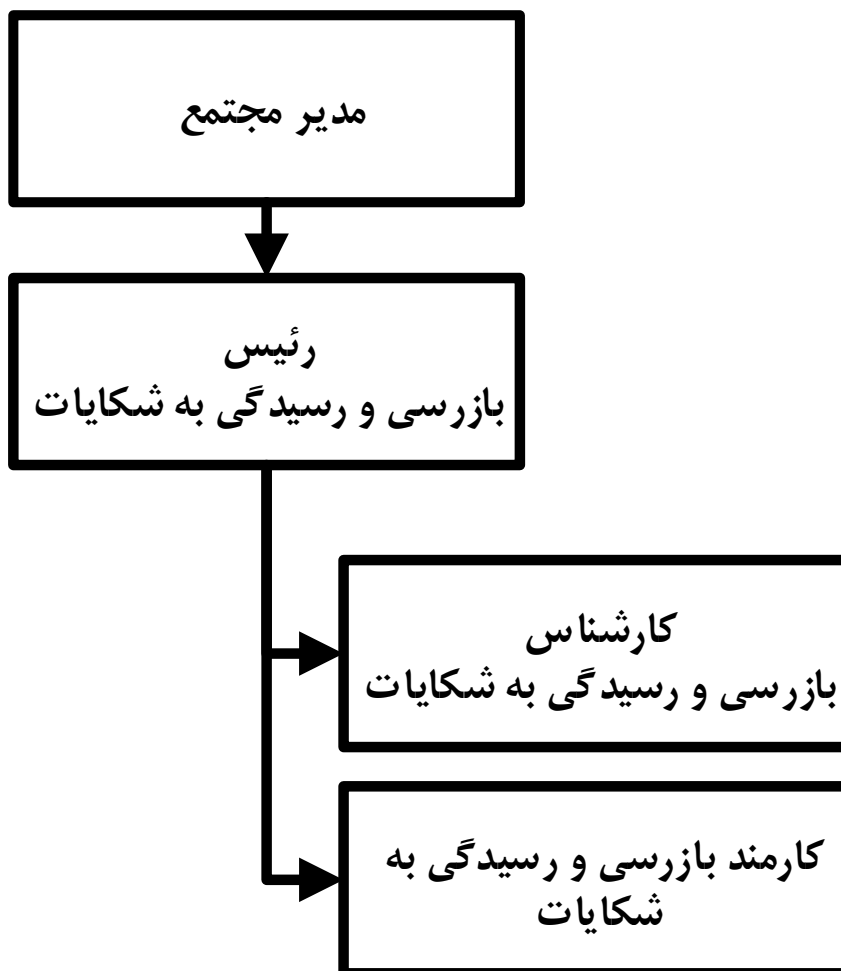 مدیر مجتمع
رئیس
بازرسی و رسیدگی به شکایات
کارشناس
بازرسی و رسیدگی به شکایات
کارمند بازرسی و رسیدگی به
شکایات